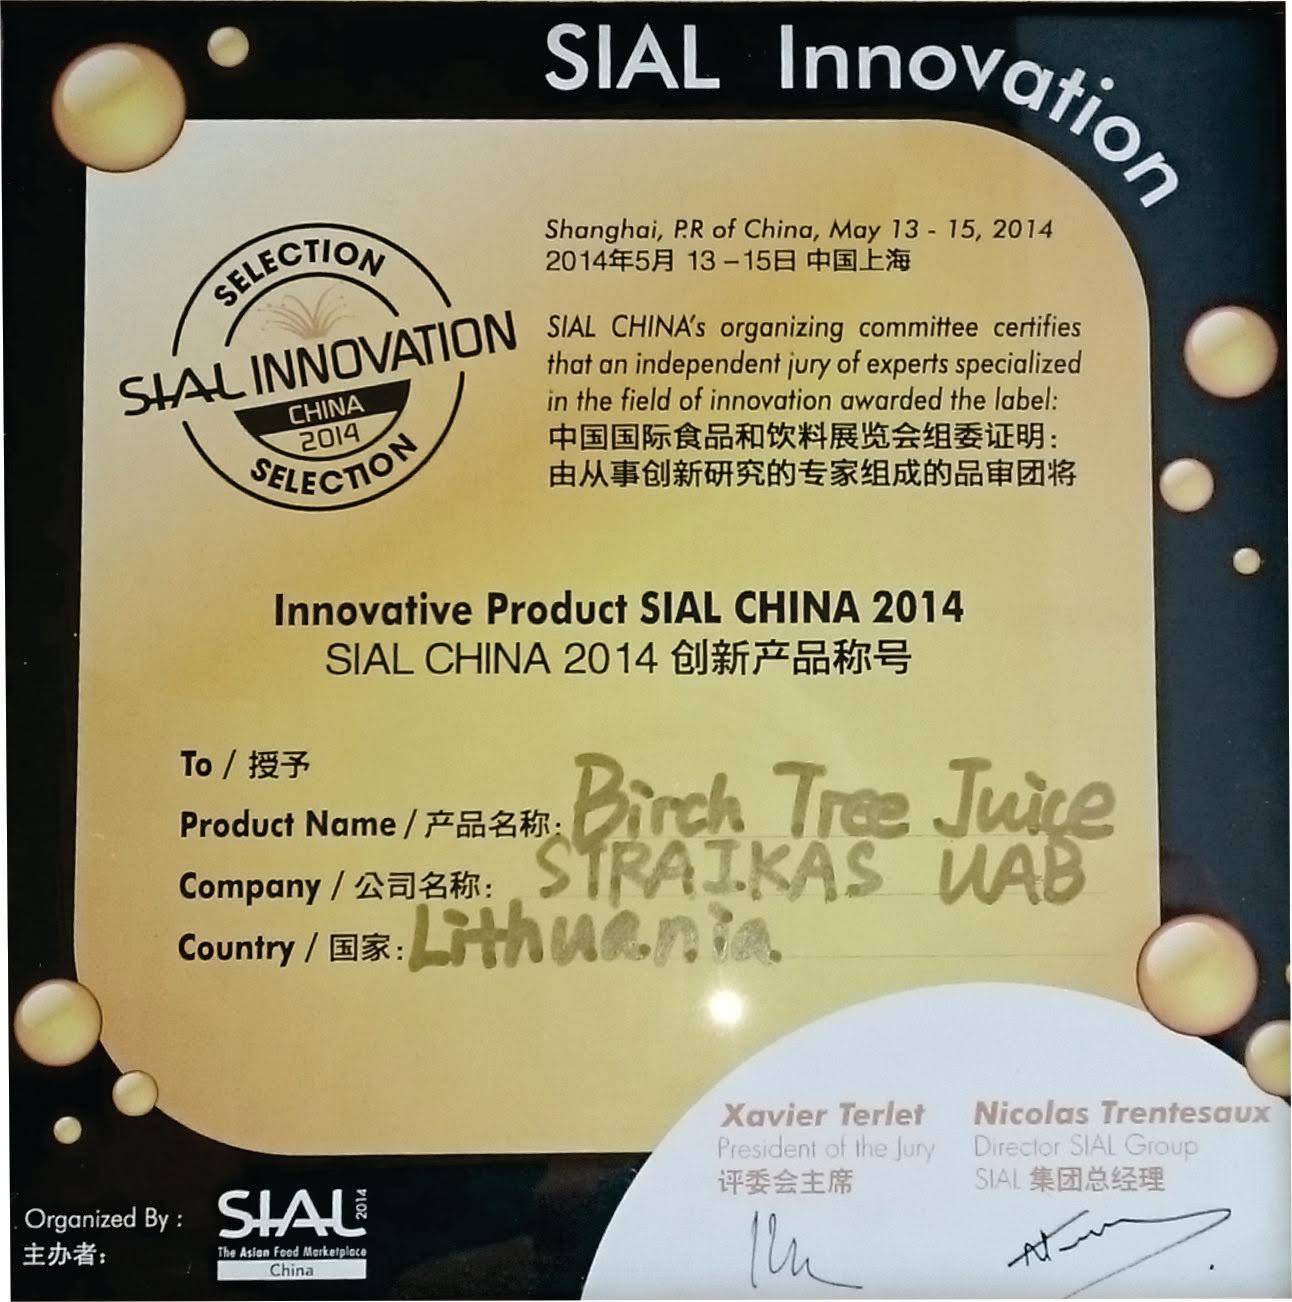 SIAL Innovation
SELECTION
SIAL INNOVATION
CHINA
2014
SELECTION
Shanghai, P.R of China, May 13 - 15, 2014
2014年5月 13 –15日 中国上海
SIAL CHINA's organizing committee certifies
that an independent jury of experts specialized
in the field of innovation awarded the label:
中国国际食品和饮料展览会组委证明：
由从事创新研究的专家组成的品审团将
Innovative Product SIAL CHINA 2014
SIAL CHINA 2014 创新产品称号
To / 授予
Product Name / 产品名称: Birch Tree Juice
Company / 公司名称: STRAIKAS UAB
Country / 国家: Lithuania
Xavier Terlet
President of the Jury
评委会主席
Nicolas Trentesaux
Director SIAL Group
SIAL 集团总经理
Organized By :
主办者：
SIAL 2014
The Asian Food Marketplace
China